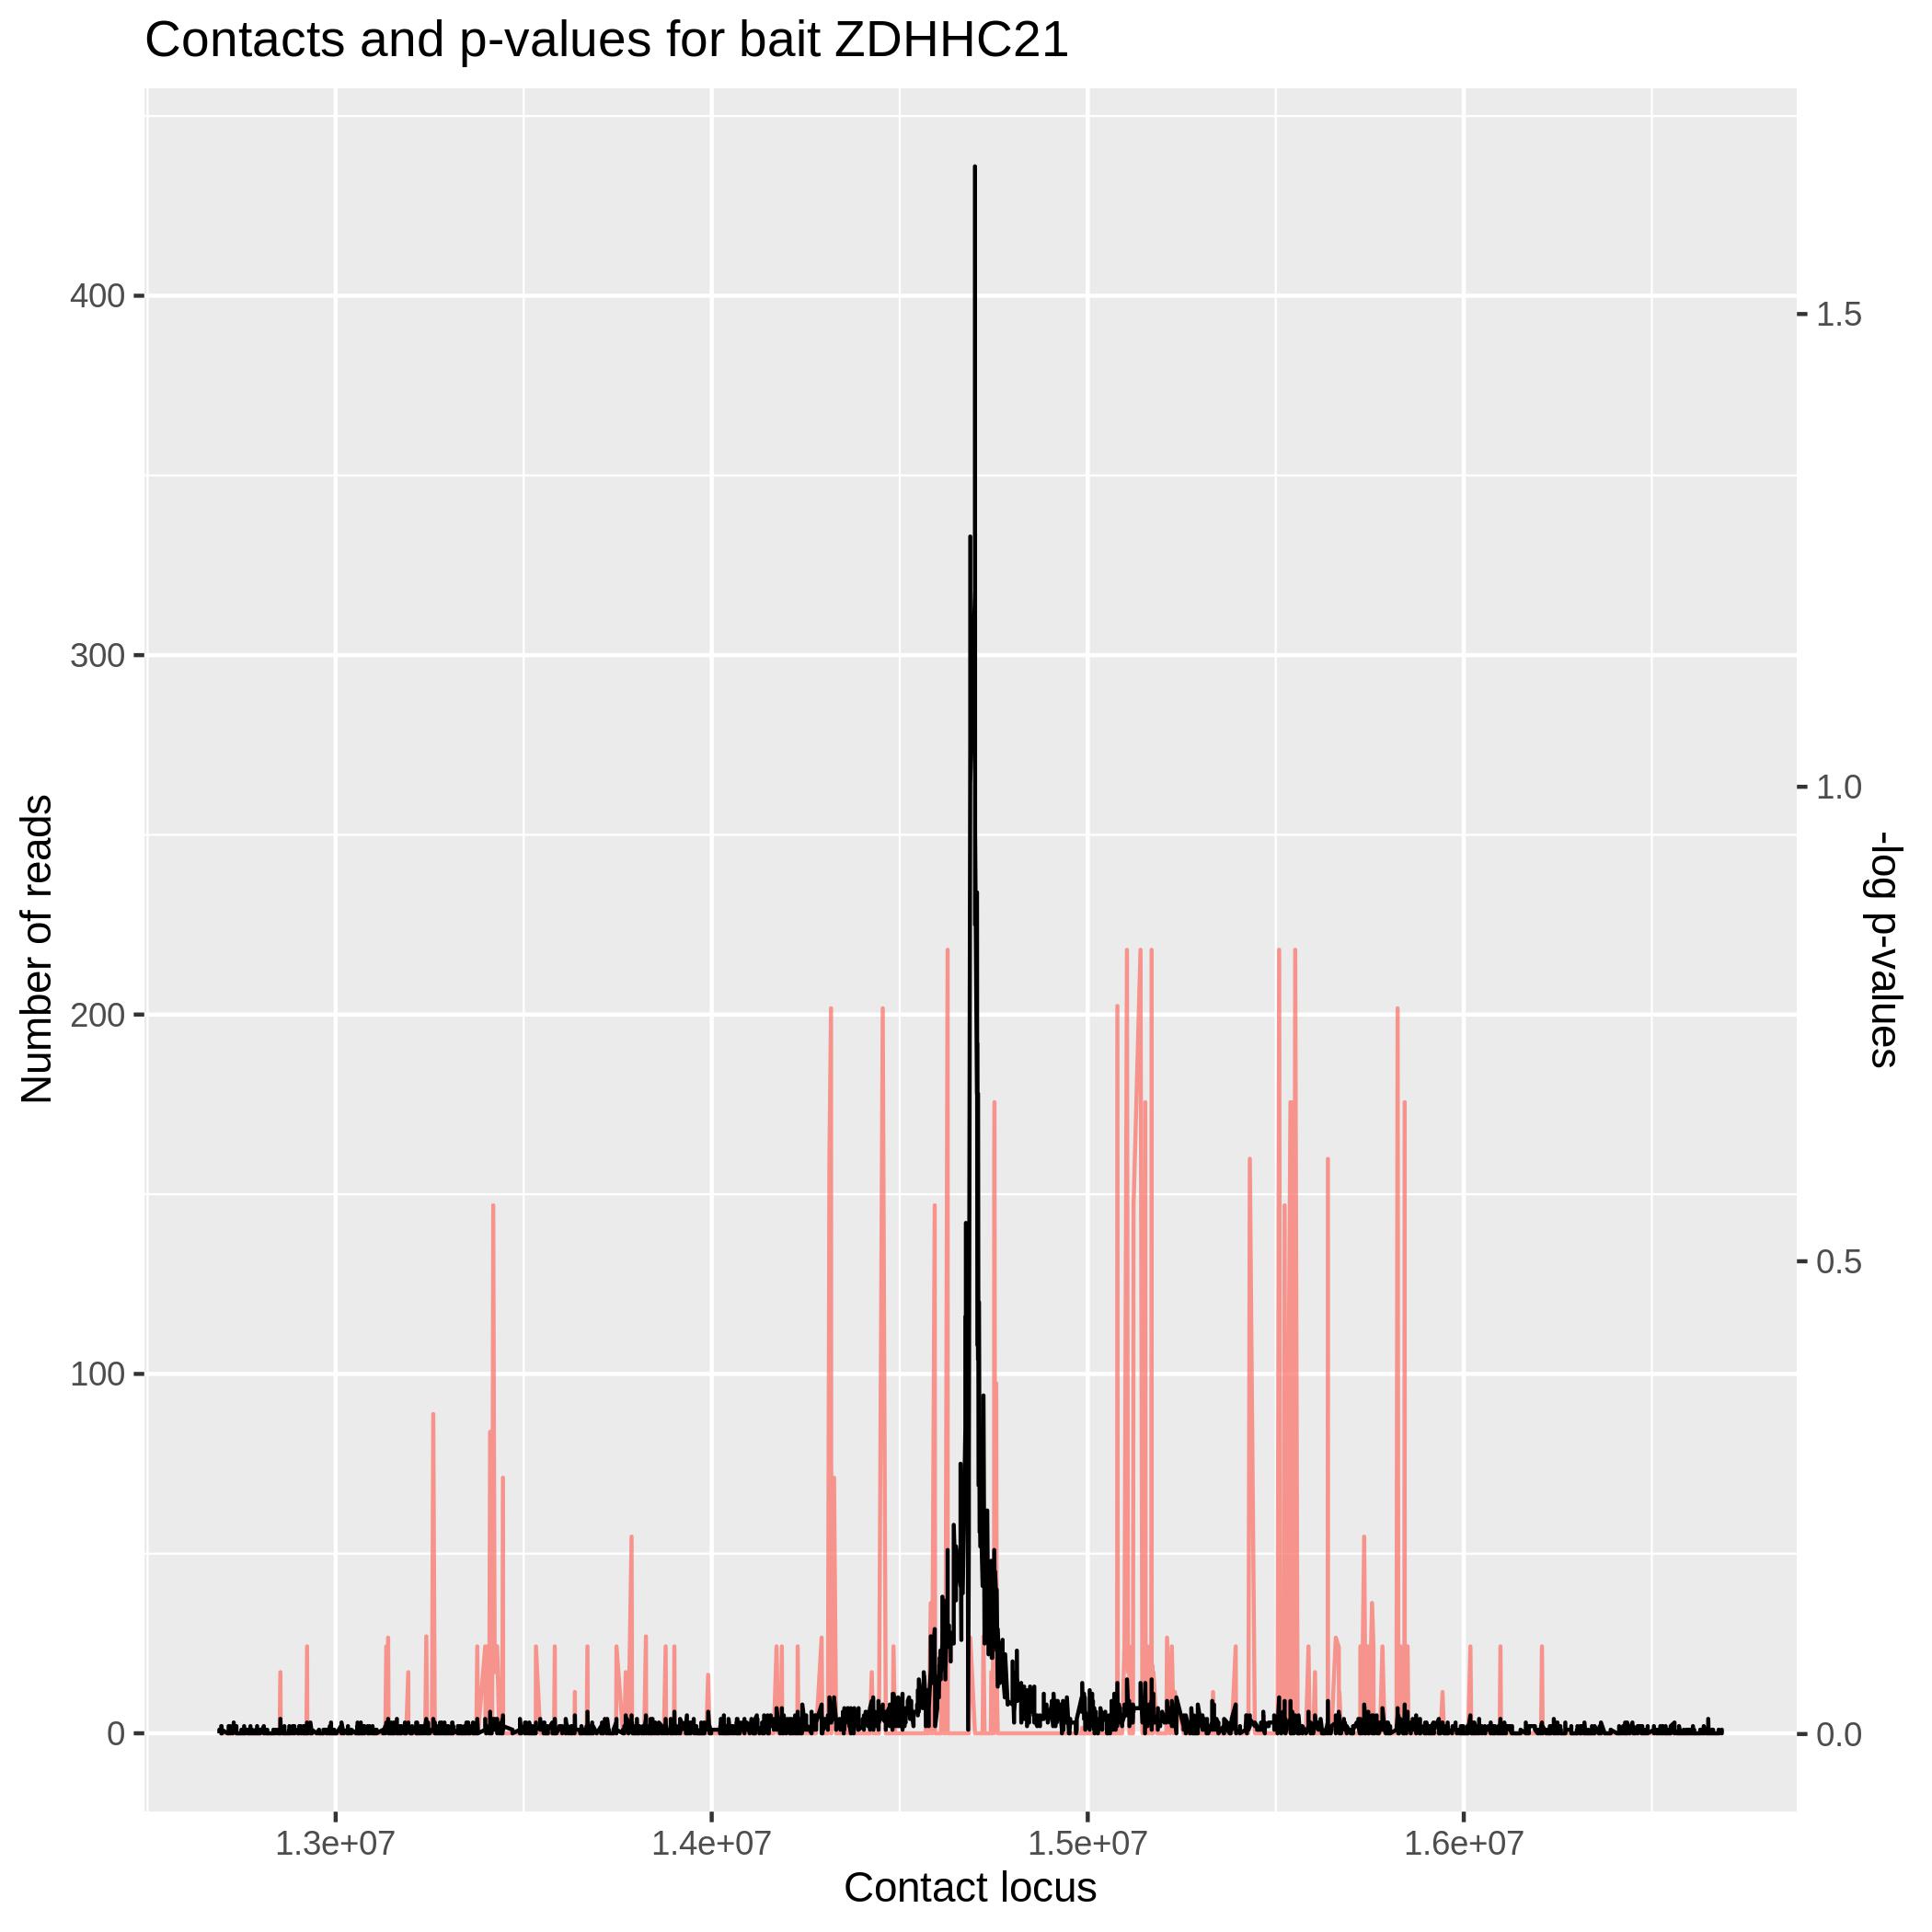 Contacts and p-values for bait ZDHHC21
Number of reads
400
300
200
100
0
1.5
1.0
0.5
0.0
-log p-values
1.3e+07
1.4e+07
1.5e+07
1.6e+07
Contact locus